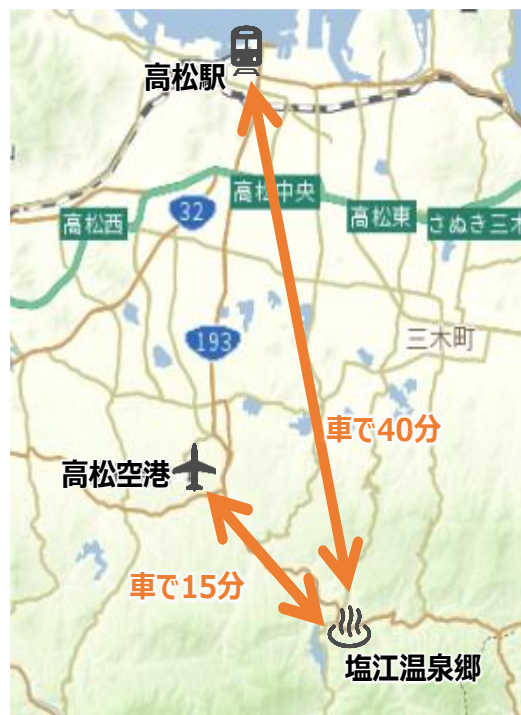 高松駅
高松中央
32
高松西
高松東
さぬき三木
193
三木町
車で40分
高松空港
車で15分
塩江温泉郷